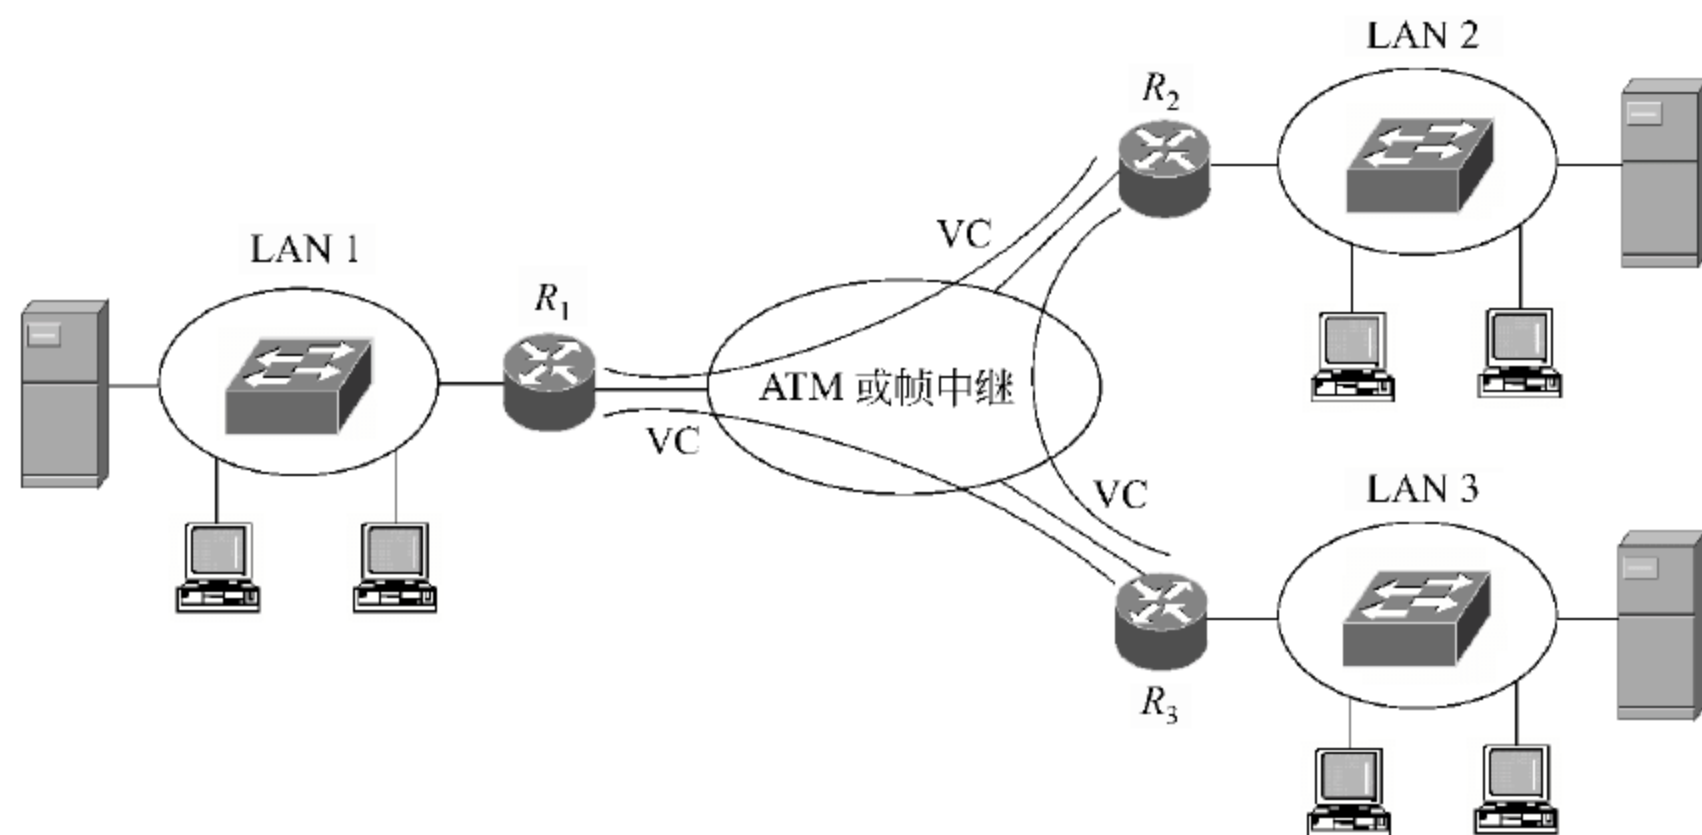 LAN 2
R2
VC
LAN 1
R1
ATM 或帧中继
VC
VC
LAN 3
R3